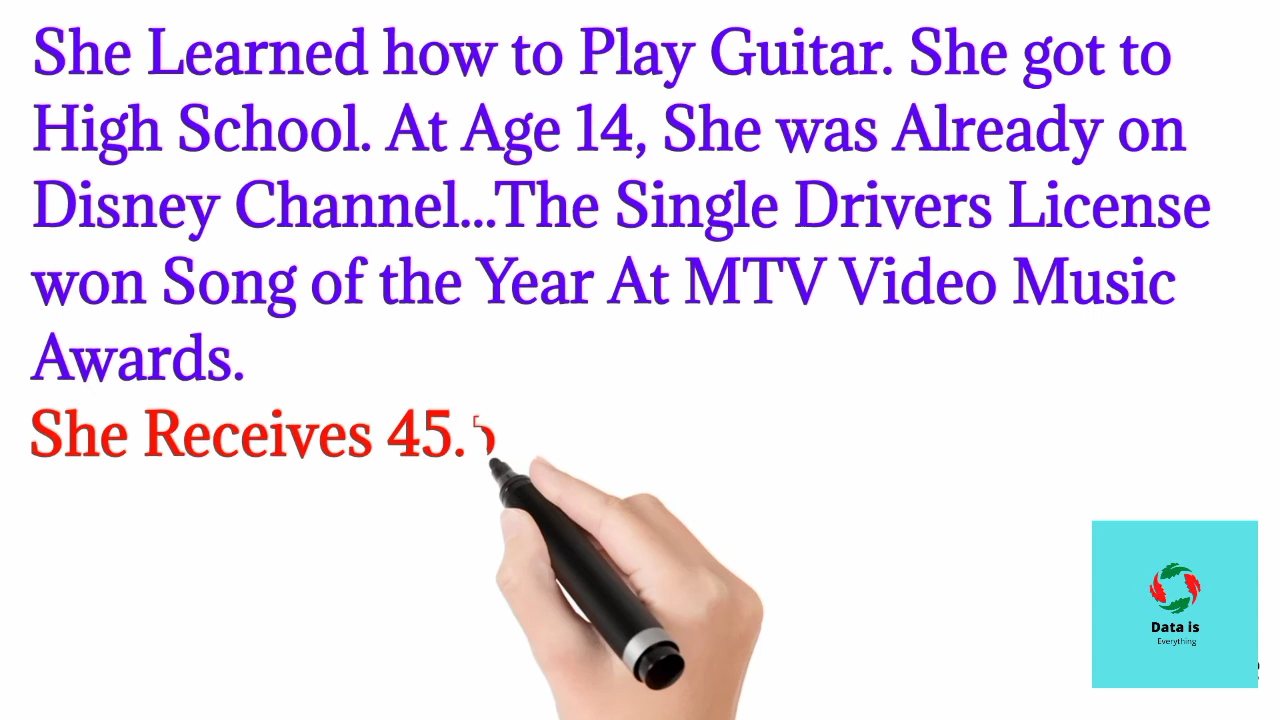 She Learned how to Play Guitar. She got to
High School. At Age 14, She was Already on
Disney Channel...The Single Drivers License
won Song of the Year At MTV Video Music
Awards.
She Receives 45.
Data is
Everything